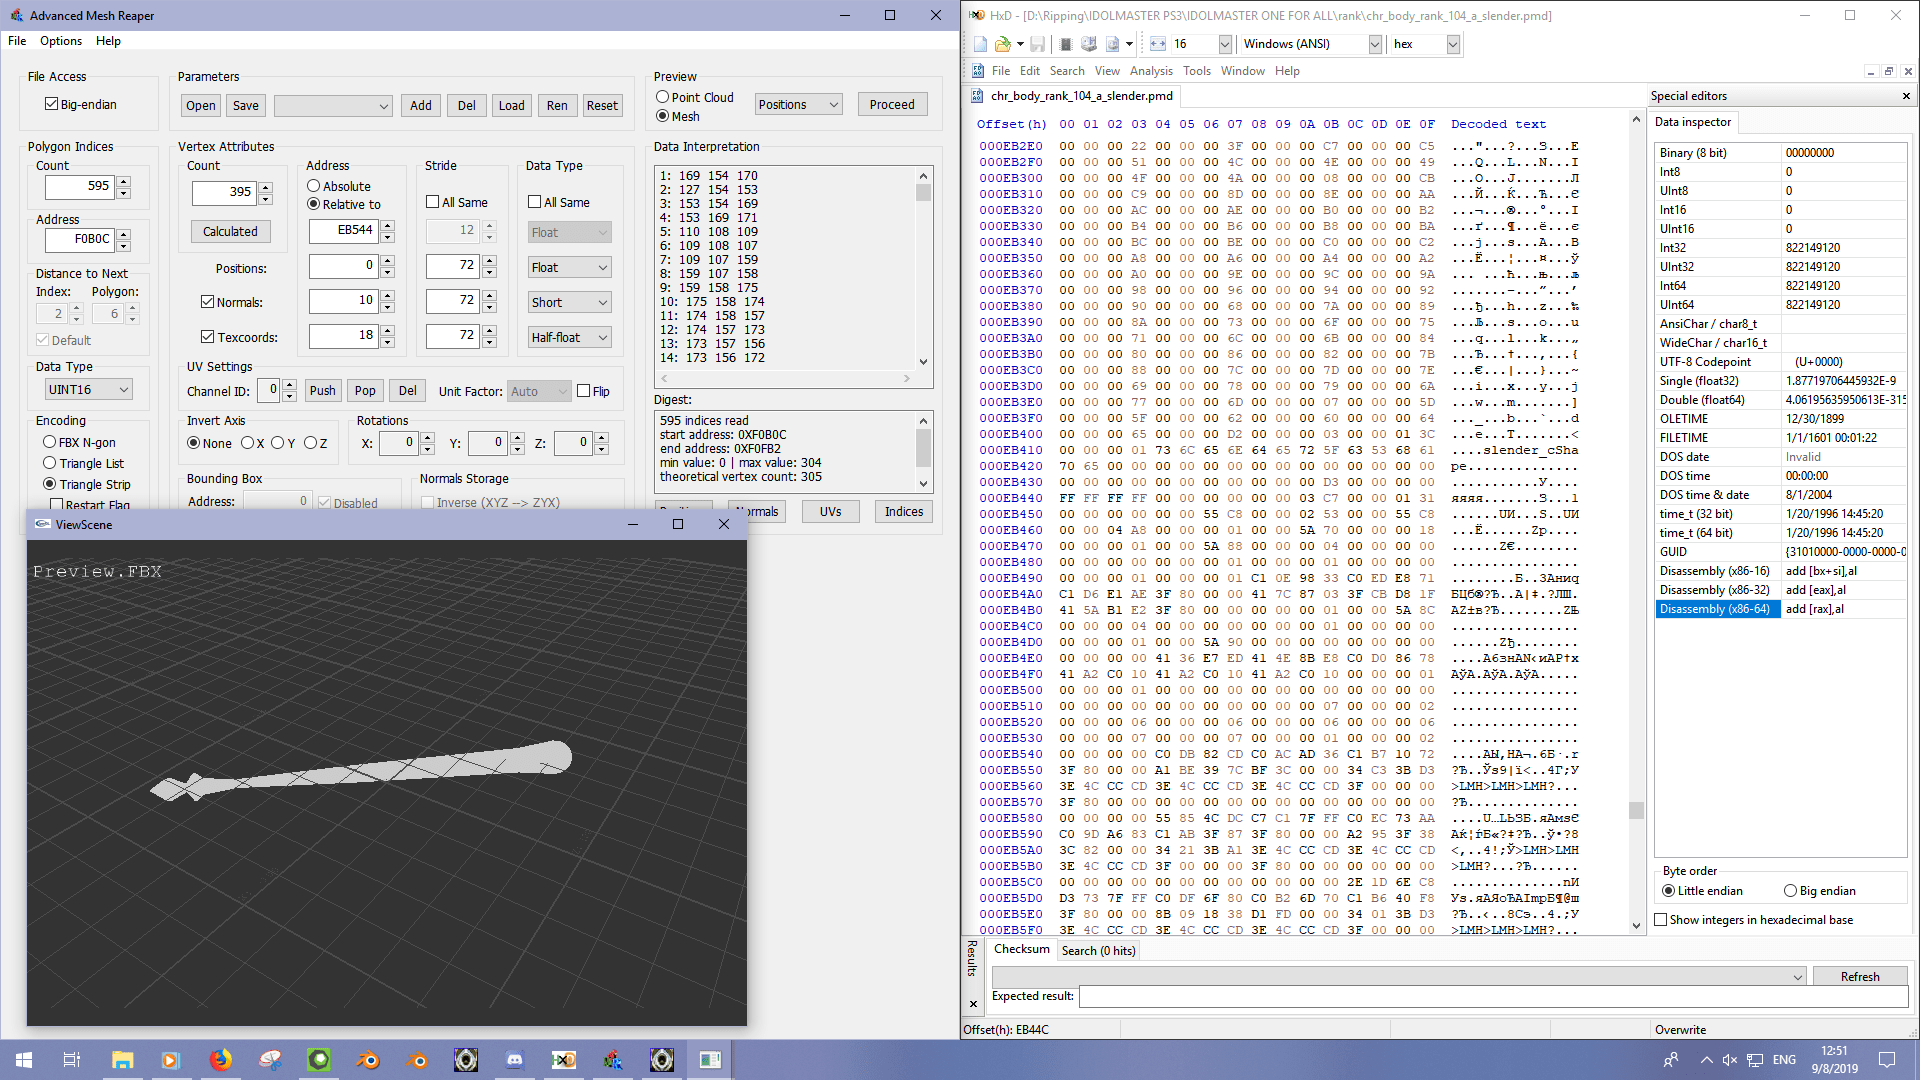 Advanced Mesh Reaper
File Options Help
File Access
Big-endian
Parameters
Open Save Add Del Load Ren Reset
Preview
Point Cloud
Mesh
Positions
Proceed
Polygon Indices
Count
595
Address
F0B0C
Distance to Next
Index: Polygon:
2 6
Default
Data Type
UINT16
Encoding
FBX N-gon
Triangle List
Triangle Strip
Restart Flag
Vertex Attributes
Count
395
Calculated
Address
Absolute
Relative to
EB544
Stride
All Same
12
Data Type
All Same
Float
Positions: 0 72 Float
Normals: 10 72 Short
Texcoords: 18 72 Half-float
UV Settings
Channel ID: 0 Push Pop Del Unit Factor: Auto Flip
Invert Axis
None X Y Z
Rotations
X: 0 Y: 0 Z: 0
Bounding Box
Address: 0 Disabled
Normals Storage
Inverse (XYZ --> ZYX)
Data Interpretation
1: 169 154 170
2: 127 154 153
3: 153 154 169
4: 153 169 171
5: 110 108 109
6: 109 108 107
7: 109 107 159
8: 159 107 158
9: 159 158 175
10: 175 158 174
11: 174 158 157
12: 174 157 173
13: 173 157 156
14: 173 156 172
Digest:
595 indices read
start address: 0XF0B0C
end address: 0XF0FB2
min value: 0 | max value: 304
theoretical vertex count: 305
UVs Indices
ViewScene
Preview.FBX
HxD - [D:\Ripping\IDOLMASTER PS3\IDOLMASTER ONE FOR ALL\rank\chr_body_rank_104_a_slender.pmd]
16 Windows (ANSI) hex
File Edit Search View Analysis Tools Window Help
chr_body_rank_104_a_slender.pmd
Offset(h) 00 01 02 03 04 05 06 07 08 09 0A 0B 0C 0D 0E 0F Decoded text
000EB2E0 00 00 00 22 00 00 00 3F 00 00 00 C7 00 00 00 C5
000EB2F0 00 00 00 51 00 00 00 4C 00 00 00 4E 00 00 00 49
000EB300 00 00 00 4F 00 00 00 4A 00 00 00 08 00 00 00 CB
000EB310 00 00 00 C9 00 00 00 8D 00 00 00 8E 00 00 00 AA
000EB320 00 00 00 AC 00 00 00 AE 00 00 00 B0 00 00 00 B2
000EB330 00 00 00 B4 00 00 00 B6 00 00 00 B8 00 00 00 BA
000EB340 00 00 00 BC 00 00 00 BE 00 00 00 C0 00 00 00 C2
000EB350 00 00 00 A8 00 00 00 A6 00 00 00 A4 00 00 00 A2
000EB360 00 00 00 A0 00 00 00 9E 00 00 00 9C 00 00 00 9A
000EB370 00 00 00 98 00 00 00 96 00 00 00 94 00 00 00 92
000EB380 00 00 00 90 00 00 00 68 00 00 00 7A 00 00 00 89
000EB390 00 00 00 8A 00 00 00 73 00 00 00 6F 00 00 00 75
000EB3A0 00 00 00 71 00 00 00 6C 00 00 00 6B 00 00 00 84
000EB3B0 00 00 00 80 00 00 00 86 00 00 00 82 00 00 00 7B
000EB3C0 00 00 00 88 00 00 00 7C 00 00 00 7D 00 00 00 7E
000EB3D0 00 00 00 69 00 00 00 78 00 00 00 79 00 00 00 6A
000EB3E0 00 00 00 77 00 00 00 6D 00 00 00 07 00 00 00 5D
000EB3F0 00 00 00 5F 00 00 00 62 00 00 00 60 00 00 00 64
000EB400 00 00 00 65 00 00 00 D2 00 00 00 03 00 00 01 3C
000EB410 00 00 00 01 73 6C 65 6E 64 65 72 5F 63 53 68 61 ....slender_cSha
000EB420 70 65 00 00 00 00 00 00 00 00 00 00 00 00 00 00 pe..............
000EB430 00 00 00 00 00 00 00 00 00 00 00 D3 00 00 00 00
000EB440 FF FF FF FF 00 00 00 00 00 00 03 C7 00 00 01 31
000EB450 00 00 00 00 00 00 55 C8 00 00 02 53 00 00 55 C8
000EB460 00 00 04 A8 00 00 00 01 00 00 5A 70 00 00 00 18
000EB470 00 00 00 01 00 00 5A 88 00 00 00 04 00 00 00 00
000EB480 00 00 00 00 00 00 00 01 00 00 01 00 00 00 00 00
000EB490 00 00 00 01 00 00 00 01 C1 0E 98 33 C0 ED E8 71
000EB4A0 C1 D6 E1 AE 3F 80 00 00 41 7C 87 03 3F CB D8 1F
000EB4B0 41 5A B1 E2 3F 80 00 00 00 00 00 01 00 00 5A 8C
000EB4C0 00 00 00 04 00 00 00 00 00 00 00 01 00 00 00 00
000EB4D0 00 00 00 01 00 00 5A 90 00 00 00 00 00 00 00 00
000EB4E0 00 00 00 00 41 36 E7 ED 41 4E 8B E8 C0 D0 86 78
000EB4F0 41 A2 C0 10 41 A2 C0 10 41 A2 C0 10 00 00 00 01
000EB500 00 00 00 01 00 00 00 00 00 00 00 00 00 00 00 00
000EB510 00 00 00 00 00 00 00 00 00 00 00 07 00 00 00 02
000EB520 00 00 00 06 00 00 00 06 00 00 00 06 00 00 00 06
000EB530 00 00 00 07 00 00 00 07 00 00 00 01 00 00 00 02
000EB540 00 00 00 00 C0 DB 82 CD C0 AC AD 36 C1 B7 10 72
000EB550 3F 80 00 00 A1 BE 39 7C BF 3C 00 00 34 C3 3B D3
000EB560 3E 4C CC CD 3E 4C CC CD 3E 4C CC CD 3F 00 00 00
000EB570 3F 80 00 00 00 00 00 00 00 00 00 00 00 00 00 00
000EB580 00 00 00 00 55 85 4C DC C7 C1 7F FF C0 EC 73 AA
000EB590 C0 9D A6 83 C1 AB 3F 87 3F 80 00 00 A2 95 3F 38
000EB5A0 3C 82 00 00 34 21 3B A1 3E 4C CC CD 3E 4C CC CD
000EB5B0 3E 4C CC CD 3F 00 00 00 3F 80 00 00 00 00 00 00
000EB5C0 00 00 00 00 00 00 00 00 00 00 00 00 2E 1D 6E C8
000EB5D0 D3 73 7F FF C0 DF 6F 80 C0 B2 6D 70 C1 B6 40 F8
000EB5E0 3F 80 00 00 8B 09 18 38 D1 FD 00 00 34 01 3B D3
000EB5F0 3E 4C CC CD 3E 4C CC CD 3E 4C CC CD 3F 00 00 00
Special editors
Data inspector
Binary (8 bit) 00000000
Int8 0
UInt8 0
Int16 0
UInt16 0
Int32 822149120
UInt32 822149120
Int64 822149120
UInt64 822149120
AnsiChar / char8_t
WideChar / char16_t
UTF-8 Codepoint (U+0000)
Single (float32) 1.87719706445932E-9
Double (float64) 4.06195635950613E-315
OLETIME 12/30/1899
FILETIME 1/1/1601 00:01:22
DOS date Invalid
DOS time 00:00:00
DOS time & date 8/1/2004
time_t (32 bit) 1/20/1996 14:45:20
time_t (64 bit) 1/20/1996 14:45:20
GUID {31010000-0000-0000-0
Disassembly (x86-16) add [bx+si],al
Disassembly (x86-32) add [eax],al
Disassembly (x86-64) add [rax],al
Byte order
Little endian Big endian
Show integers in hexadecimal base
Results
Checksum Search (0 hits)
Refresh
Expected result:
Offset(h): EB44C
Overwrite
ENG
12:51
9/8/2019